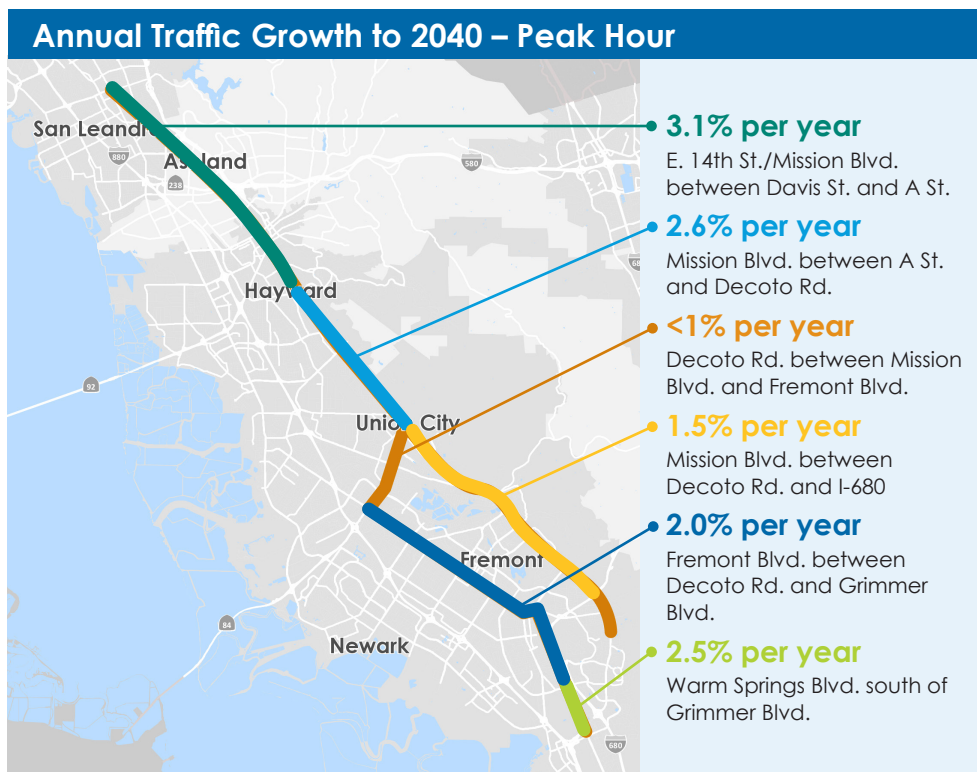 Annual Traffic Growth to 2040 – Peak Hour
San Leandro
880
Ashland
238
580
680
Hayward
92
Union City
Fremont
84
Newark
680
3.1% per year
E. 14th St./Mission Blvd.
between Davis St. and A St.
2.6% per year
Mission Blvd. between A St.
and Decoto Rd.
<1% per year
Decoto Rd. between Mission
Blvd. and Fremont Blvd.
1.5% per year
Mission Blvd. between
Decoto Rd. and I-680
2.0% per year
Fremont Blvd. between
Decoto Rd. and Grimmer
Blvd.
2.5% per year
Warm Springs Blvd. south of
Grimmer Blvd.